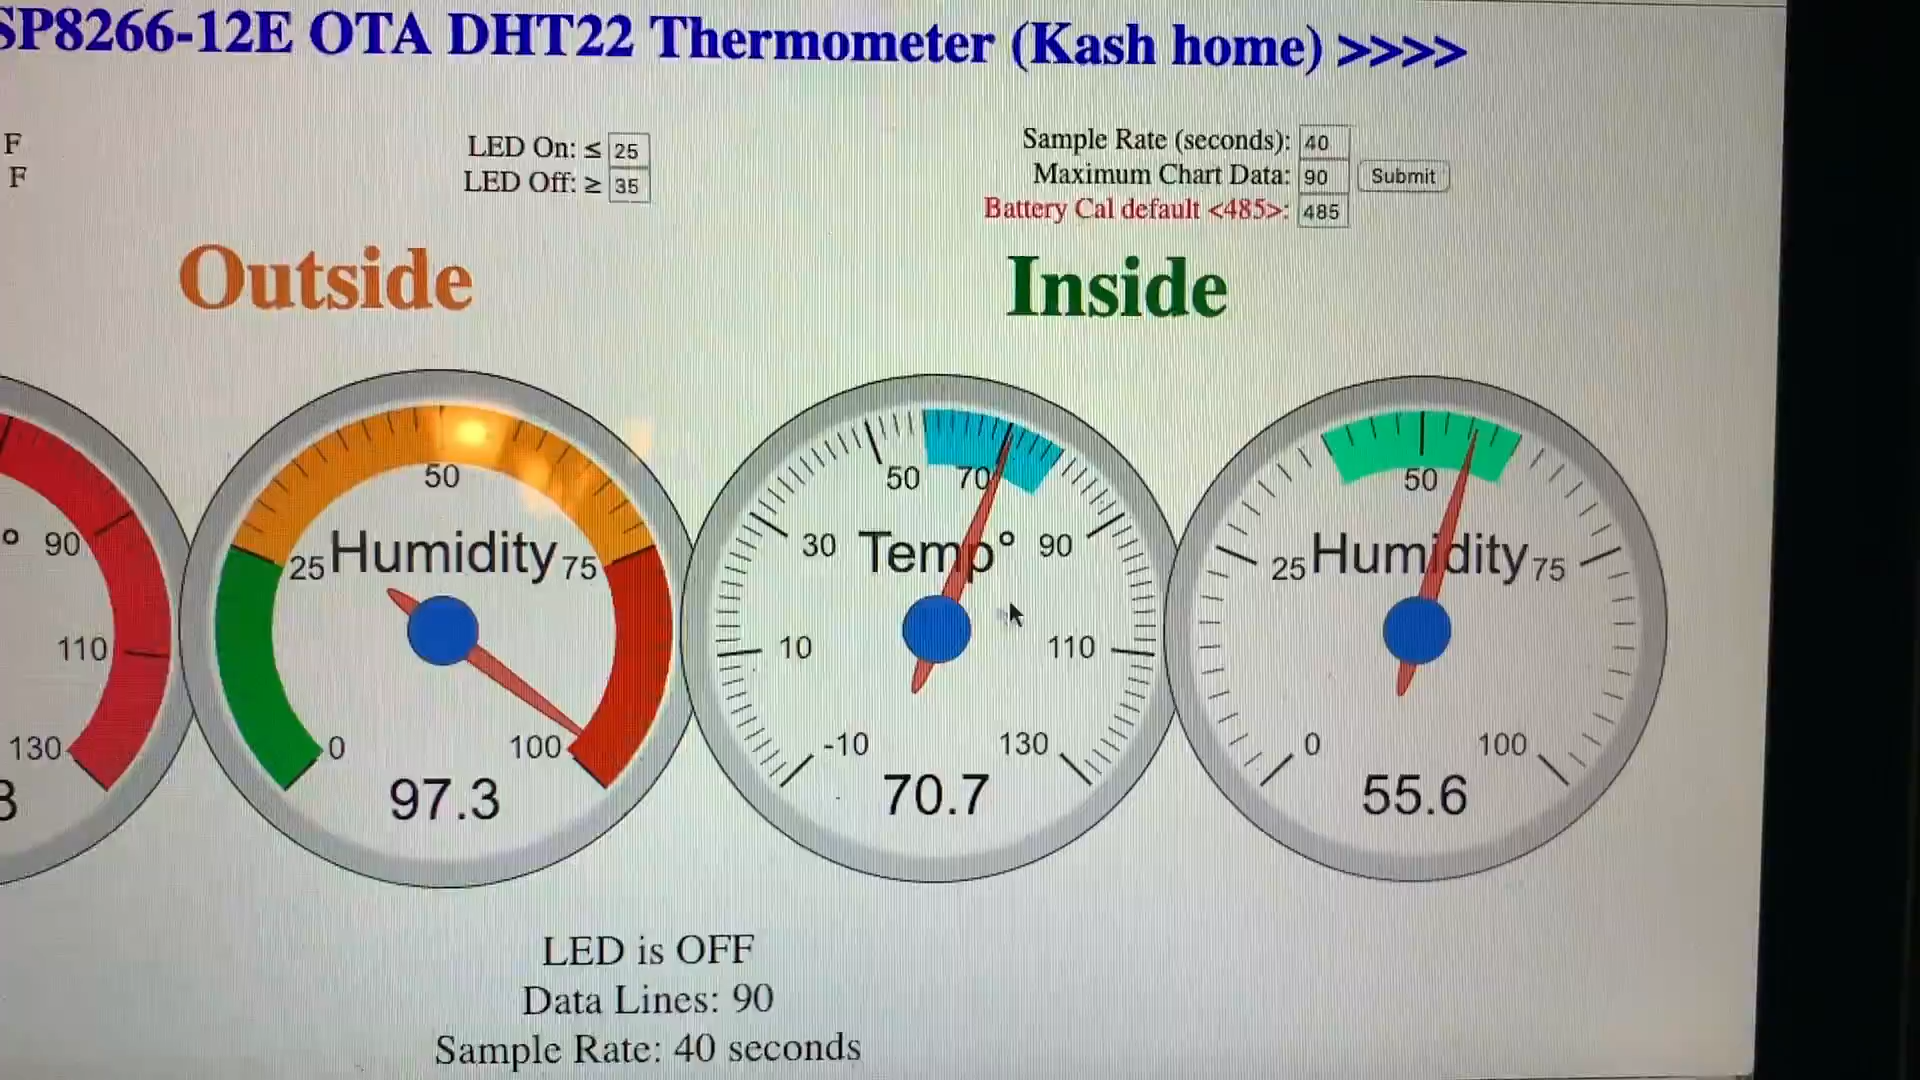 SP8266-12E OTA DHT22 Thermometer (Kash home) >>>>
F
F
LED On: ≤ 25
LED Off: ≥ 35
Sample Rate (seconds): 40
Maximum Chart Data: 90 Submit
Battery Cal default <485>: 485
Outside
Inside
° 90
110
130
3
50
25 Humidity 75
0 100
97.3
50 70
30 Temp° 90
10 110
-10 130
70.7
50
25 Humidity 75
0 100
55.6
LED is OFF
Data Lines: 90
Sample Rate: 40 seconds